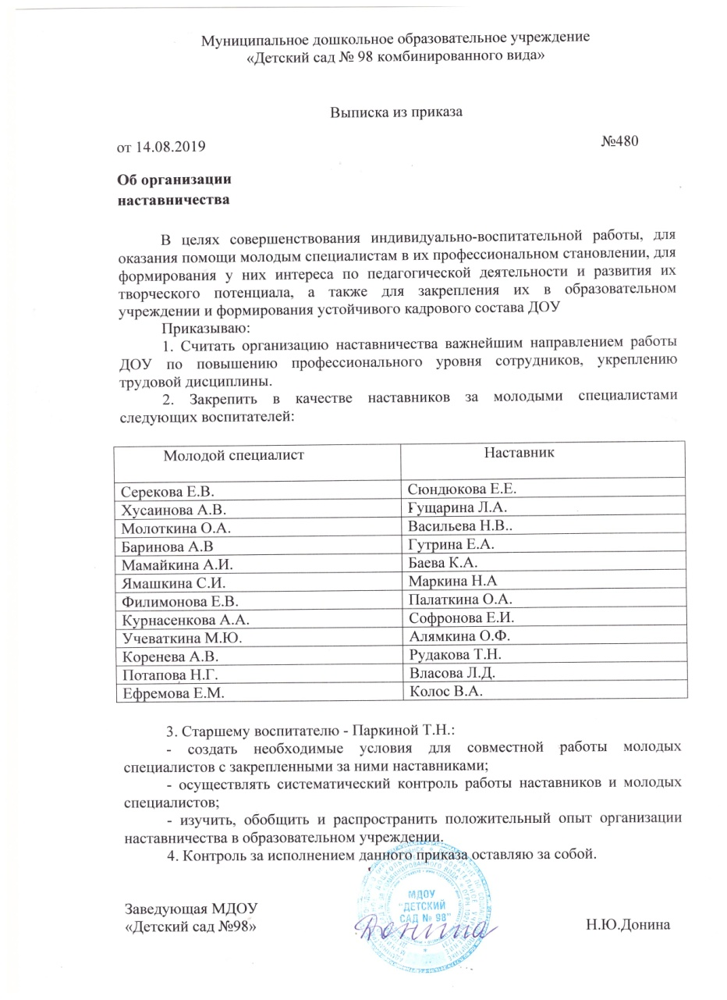 Муниципальное дошкольное образовательное учреждение
«Детский сад № 98 комбинированного вида»
Выписка из приказа
от 14.08.2019 №480
Об организации
наставничества
В целях совершенствования индивидуально-воспитательной работы, для
оказания помощи молодым специалистам в их профессиональном становлении, для
формирования у них интереса по педагогической деятельности и развития их
творческого потенциала, а также для закрепления их в образовательном
учреждении и формирования устойчивого кадрового состава ДОУ
Приказываю:
1. Считать организацию наставничества важнейшим направлением работы
ДОУ по повышению профессионального уровня сотрудников, укреплению
трудовой дисциплины.
2. Закрепить в качестве наставников за молодыми специалистами
следующих воспитателей:
Молодой специалист Наставник
Серекова Е.В. Сюндюкова Е.Е.
Хусаинова А.В. Гущарина Л.А.
Молоткина О.А. Васильева Н.В..
Баринова А.В Гутрина Е.А.
Мамайкина А.И. Баева К.А.
Ямашкина С.И. Маркина Н.А
Филимонова Е.В. Палаткина О.А.
Курнасенкова А.А. Софронова Е.И.
Учеваткина М.Ю. Алямкина О.Ф.
Коренева А.В. Рудакова Т.Н.
Потапова Н.Г. Власова Л.Д.
Ефремова Е.М. Колос В.А.
3. Старшему воспитателю - Паркиной Т.Н.:
- создать необходимые условия для совместной работы молодых
специалистов с закрепленными за ними наставниками;
- осуществлять систематический контроль работы наставников и молодых
специалистов;
- изучить, обобщить и распространить положительный опыт организации
наставничества в образовательном учреждении.
4. Контроль за исполнением данного приказа оставляю за собой.
МДОУ
"ДЕТСКИЙ
САД № 98"
Заведующая МДОУ
«Детский сад №98» Донина Н.Ю.Донина